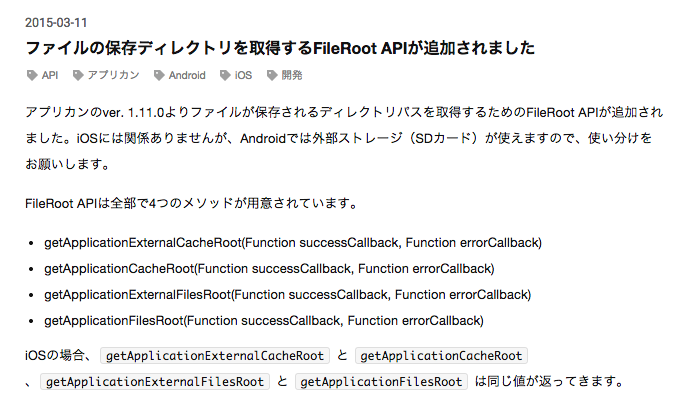 2015-03-11
ファイルの保存ディレクトリを取得するFileRoot APIが追加されました
API アプリカン Android iOS 開発
アプリカンのver. 1.11.0よりファイルが保存されるディレクトリパスを取得するためのFileRoot APIが追加され
ました。iOSには関係ありませんが、Androidでは外部ストレージ（SDカード）が使えますので、使い分けを
お願いします。
FileRoot APIは全部で4つのメソッドが用意されています。
• getApplicationExternalCacheRoot(Function successCallback, Function errorCallback)
• getApplicationCacheRoot(Function successCallback, Function errorCallback)
• getApplicationExternalFilesRoot(Function successCallback, Function errorCallback)
• getApplicationFilesRoot(Function successCallback, Function errorCallback)
iOSの場合、 getApplicationExternalCacheRoot と getApplicationCacheRoot
、 getApplicationExternalFilesRoot と getApplicationFilesRoot は同じ値が返ってきます。